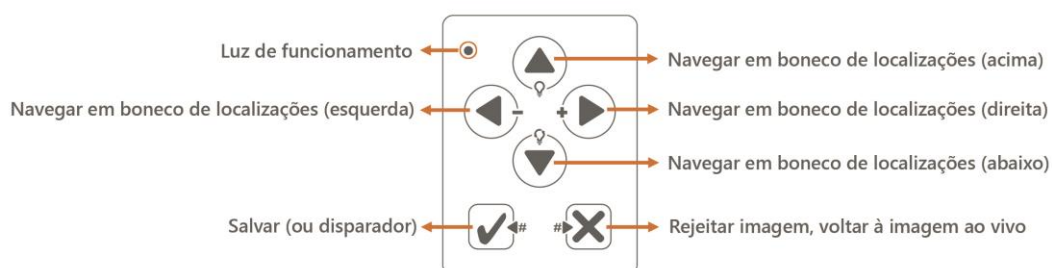 Luz de funcionamento
Navegar em boneco de localizações (acima)
Navegar em boneco de localizações (esquerda)
- +
Navegar em boneco de localizações (direita)
Navegar em boneco de localizações (abaixo)
Salvar (ou disparador)
# #
Rejeitar imagem, voltar à imagem ao vivo